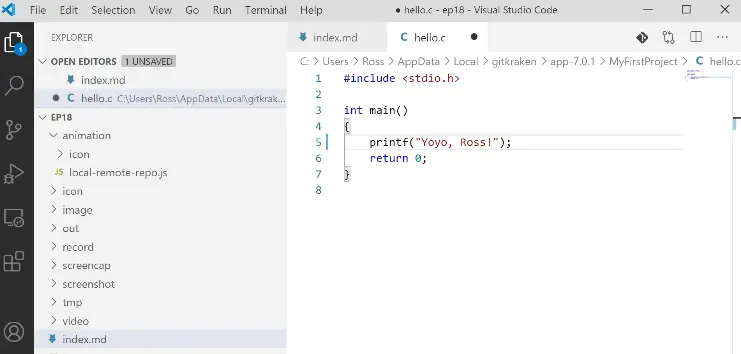 File Edit Selection View Go Run Terminal Help
● hello.c - ep18 - Visual Studio Code
EXPLORER
OPEN EDITORS 1 UNSAVED
index.md
● C hello.c C:\Users\Ross\AppData\Local\gitkrak...
EP18
animation
icon
JS local-remote-repo.js
icon
image
out
record
screencap
screenshot
tmp
video
index.md
1
index.md
C hello.c ●
C: > Users > Ross > AppData > Local > gitkraken > app-7.0.1 > MyFirstProject > C hello.c
1 #include <stdio.h>
2
3 int main()
4 {
5 printf("Yoyo, Ross!");
6 return 0;
7 }
8